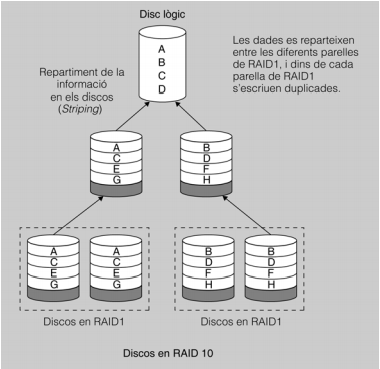 Disc lògic
A
B
C
D
Les dades es reparteixen
entre les diferents parelles
de RAID1, i dins de cada
parella de RAID1
s'escriuen duplicades.
Repartiment de la
informació
en els discos
(Striping)
A
C
E
G
B
D
F
H
A
C
E
G
A
C
E
G
B
D
F
H
B
D
F
H
Discos en RAID1
Discos en RAID1
Discos en RAID 10